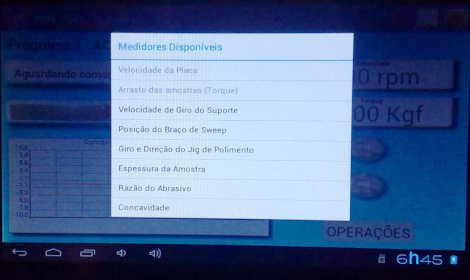 Programa
Medidores Disponíveis
Aguardando coman
Velocidade da Placa
Arrasto das amostras (Torque)
Velocidade de Giro do Suporte
Posição do Braço de Sweep
Giro e Direção do Jig de Polimento
Espessura da Amostra
Razão do Abrasivo
Concavidade
0 rpm
00 Kgf
OPERAÇÕES
6h45